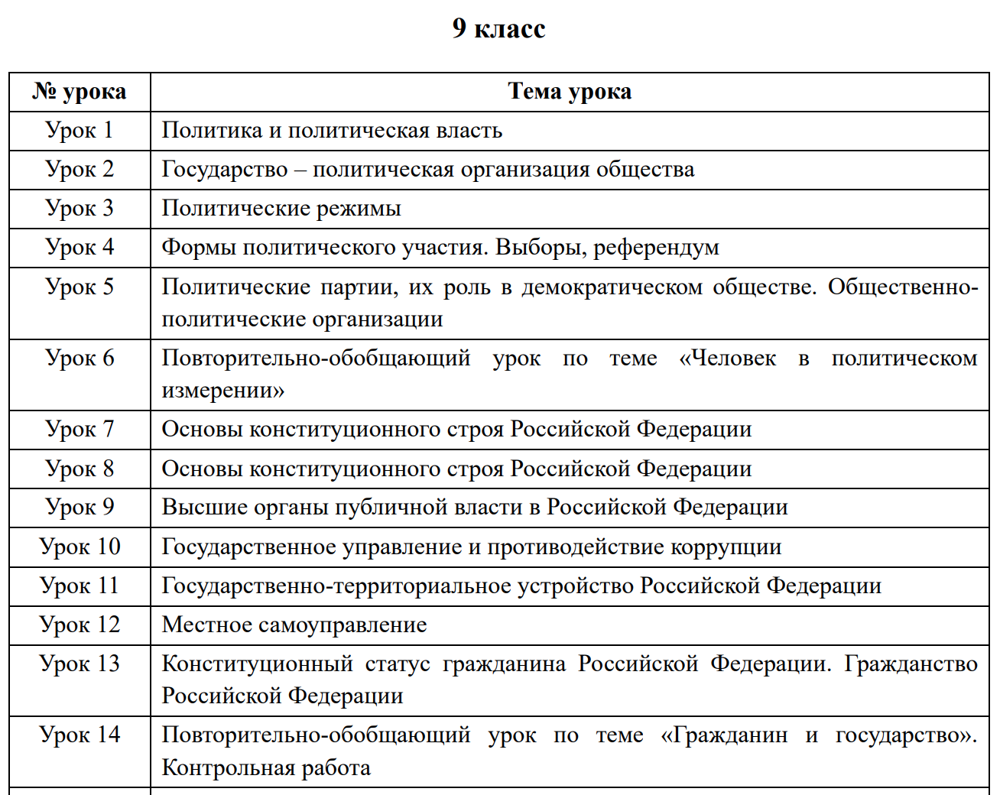 9 класс
№ урока Тема урока
Урок 1 Политика и политическая власть
Урок 2 Государство – политическая организация общества
Урок 3 Политические режимы
Урок 4 Формы политического участия. Выборы, референдум
Урок 5 Политические партии, их роль в демократическом обществе. Общественно-
политические организации
Урок 6 Повторительно-обобщающий урок по теме «Человек в политическом
измерении»
Урок 7 Основы конституционного строя Российской Федерации
Урок 8 Основы конституционного строя Российской Федерации
Урок 9 Высшие органы публичной власти в Российской Федерации
Урок 10 Государственное управление и противодействие коррупции
Урок 11 Государственно-территориальное устройство Российской Федерации
Урок 12 Местное самоуправление
Урок 13 Конституционный статус гражданина Российской Федерации. Гражданство
Российской Федерации
Урок 14 Повторительно-обобщающий урок по теме «Гражданин и государство».
Контрольная работа